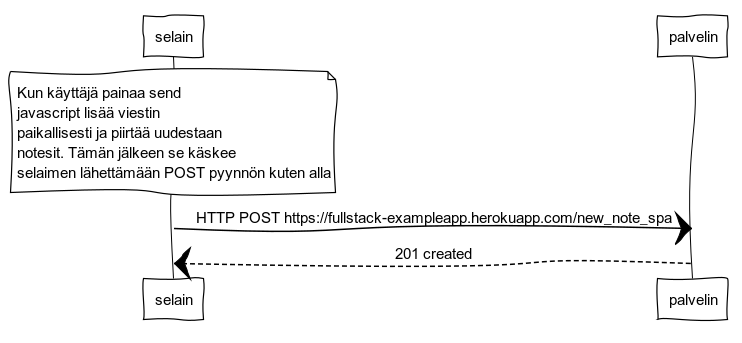 selain
palvelin
Kun käyttäjä painaa send
javascript lisää viestin
paikallisesti ja piirtää uudestaan
notesit. Tämän jälkeen se käskee
selaimen lähettämään POST pyynnön kuten alla
HTTP POST https://fullstack-exampleapp.herokuapp.com/new_note_spa
201 created
selain
palvelin